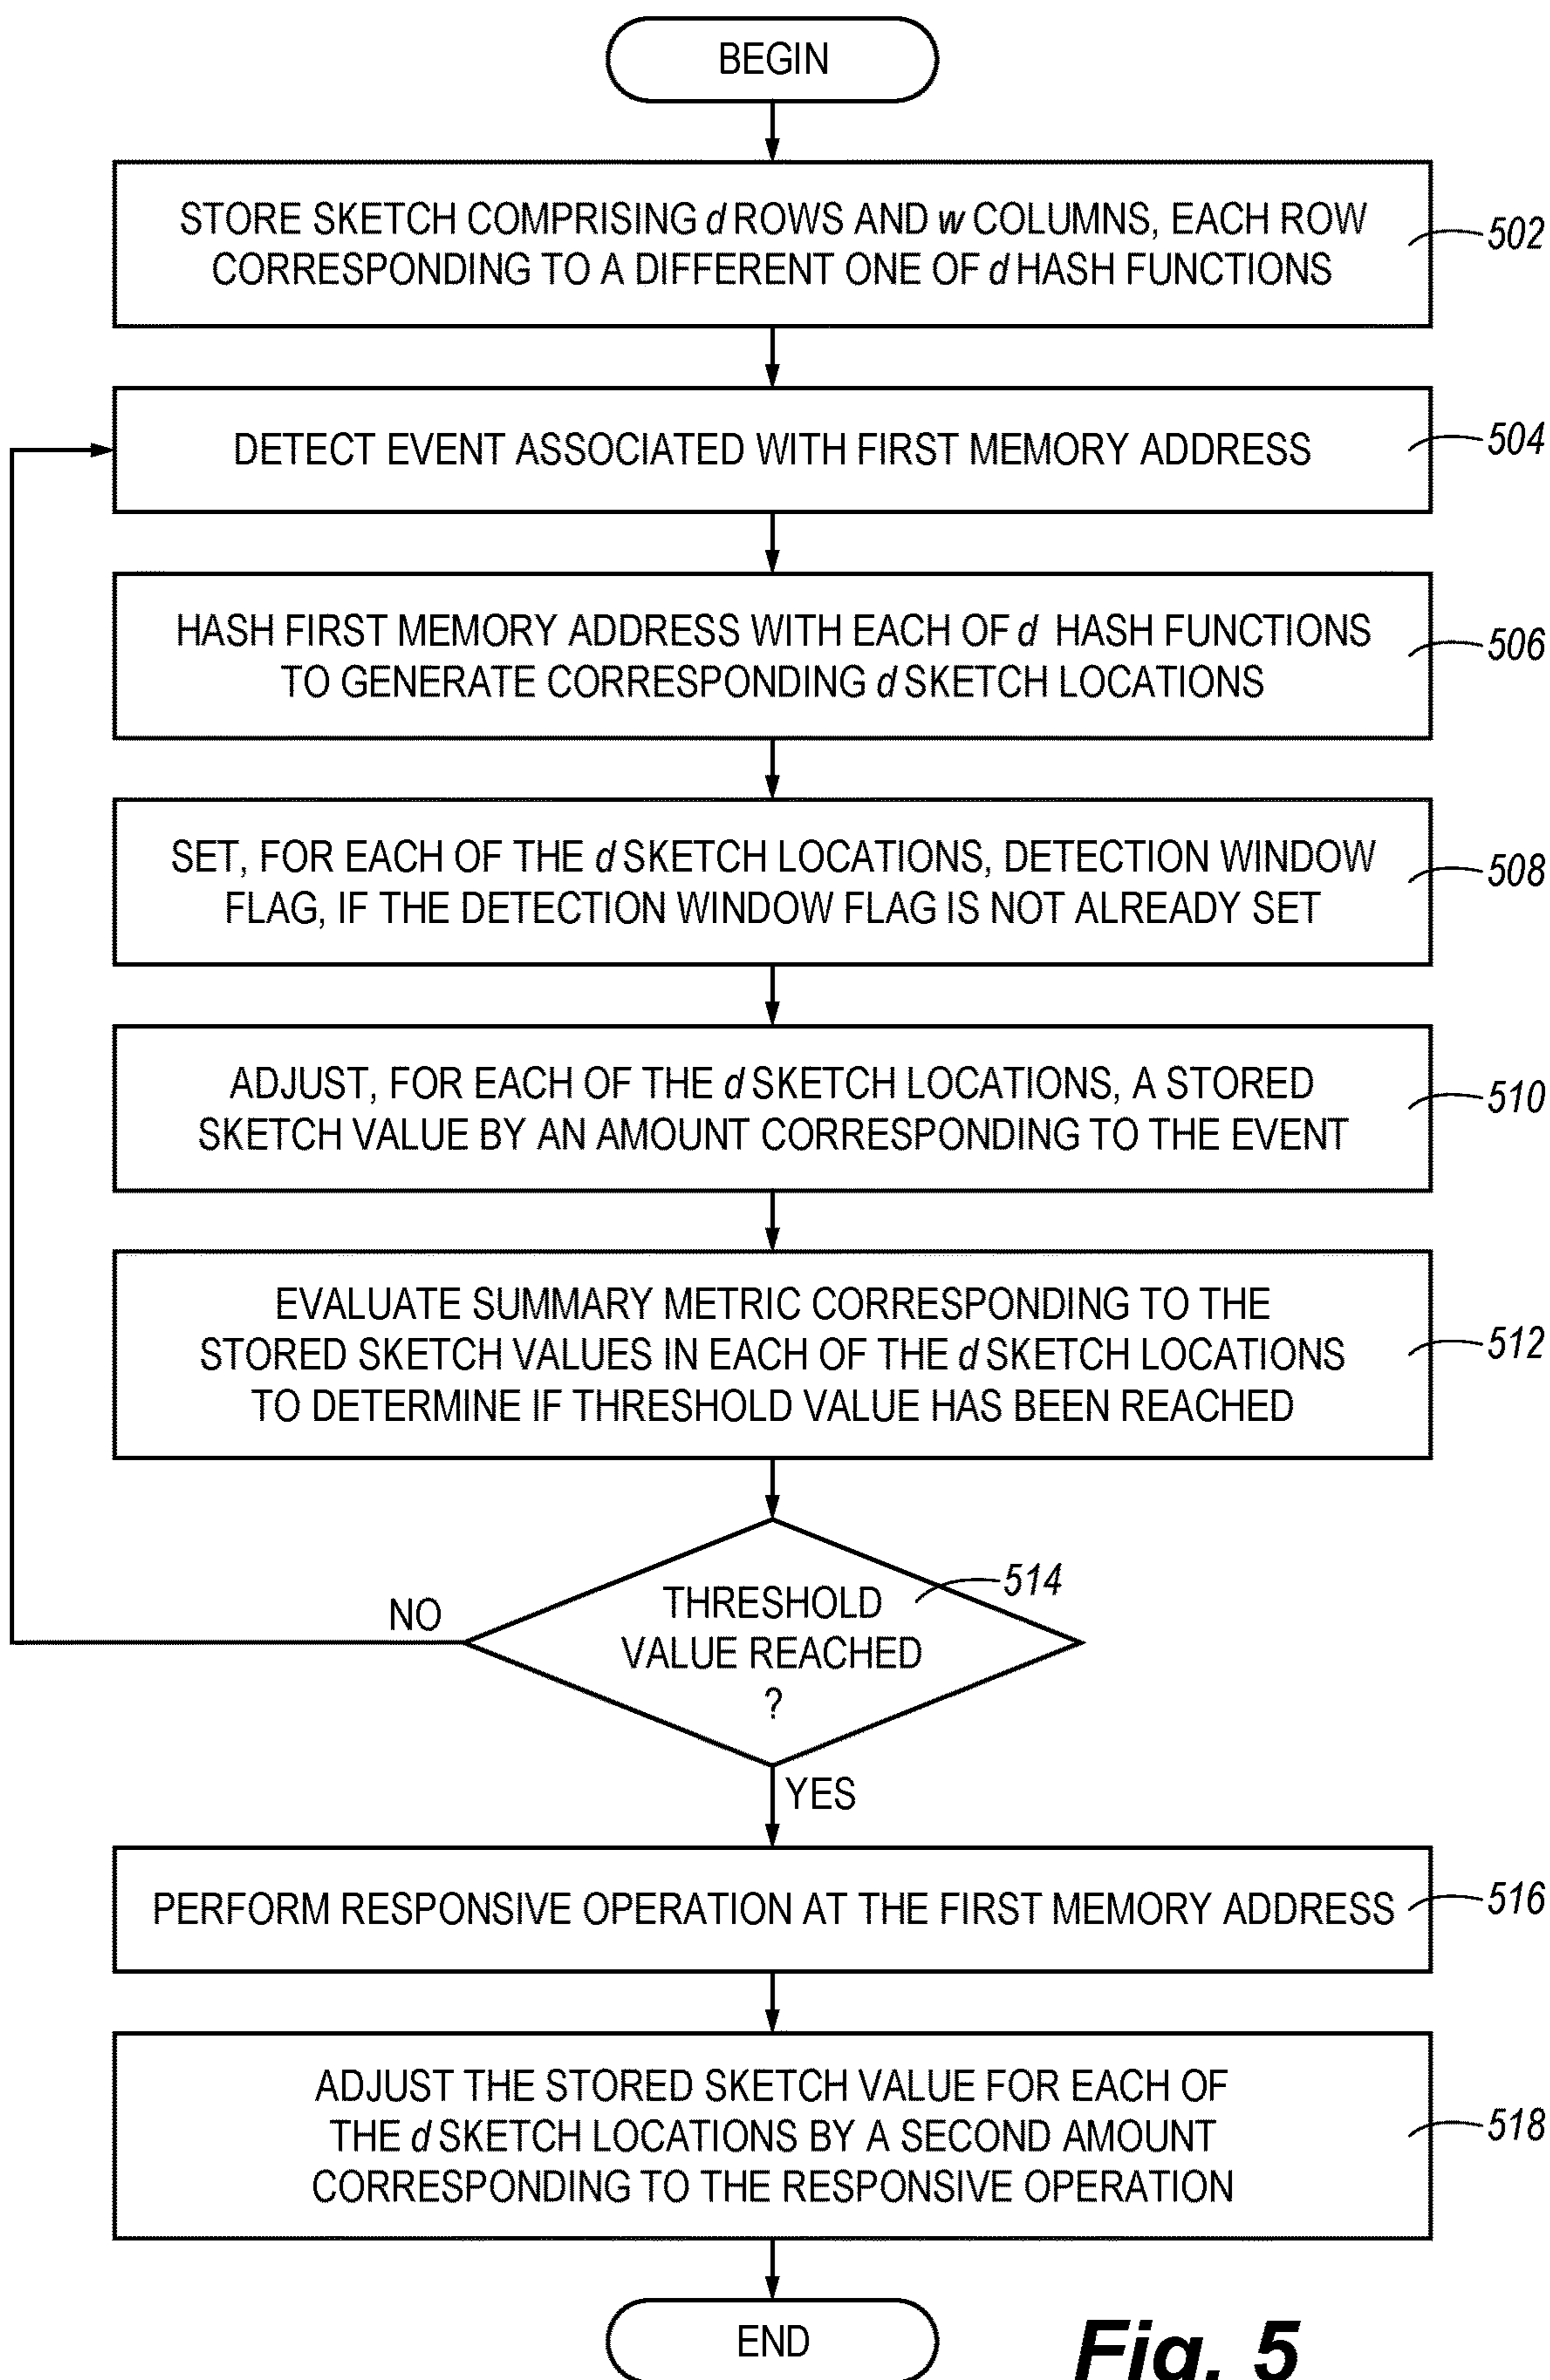 BEGIN
STORE SKETCH COMPRISING d ROWS AND w COLUMNS, EACH ROW
CORRESPONDING TO A DIFFERENT ONE OF d HASH FUNCTIONS
502
DETECT EVENT ASSOCIATED WITH FIRST MEMORY ADDRESS
504
HASH FIRST MEMORY ADDRESS WITH EACH OF d HASH FUNCTIONS
TO GENERATE CORRESPONDING d SKETCH LOCATIONS
506
SET, FOR EACH OF THE d SKETCH LOCATIONS, DETECTION WINDOW
FLAG, IF THE DETECTION WINDOW FLAG IS NOT ALREADY SET
508
ADJUST, FOR EACH OF THE d SKETCH LOCATIONS, A STORED
SKETCH VALUE BY AN AMOUNT CORRESPONDING TO THE EVENT
510
EVALUATE SUMMARY METRIC CORRESPONDING TO THE
STORED SKETCH VALUES IN EACH OF THE d SKETCH LOCATIONS
TO DETERMINE IF THRESHOLD VALUE HAS BEEN REACHED
512
THRESHOLD
VALUE REACHED
?
514
NO
YES
PERFORM RESPONSIVE OPERATION AT THE FIRST MEMORY ADDRESS
516
ADJUST THE STORED SKETCH VALUE FOR EACH OF
THE d SKETCH LOCATIONS BY A SECOND AMOUNT
CORRESPONDING TO THE RESPONSIVE OPERATION
518
END
Fig. 5